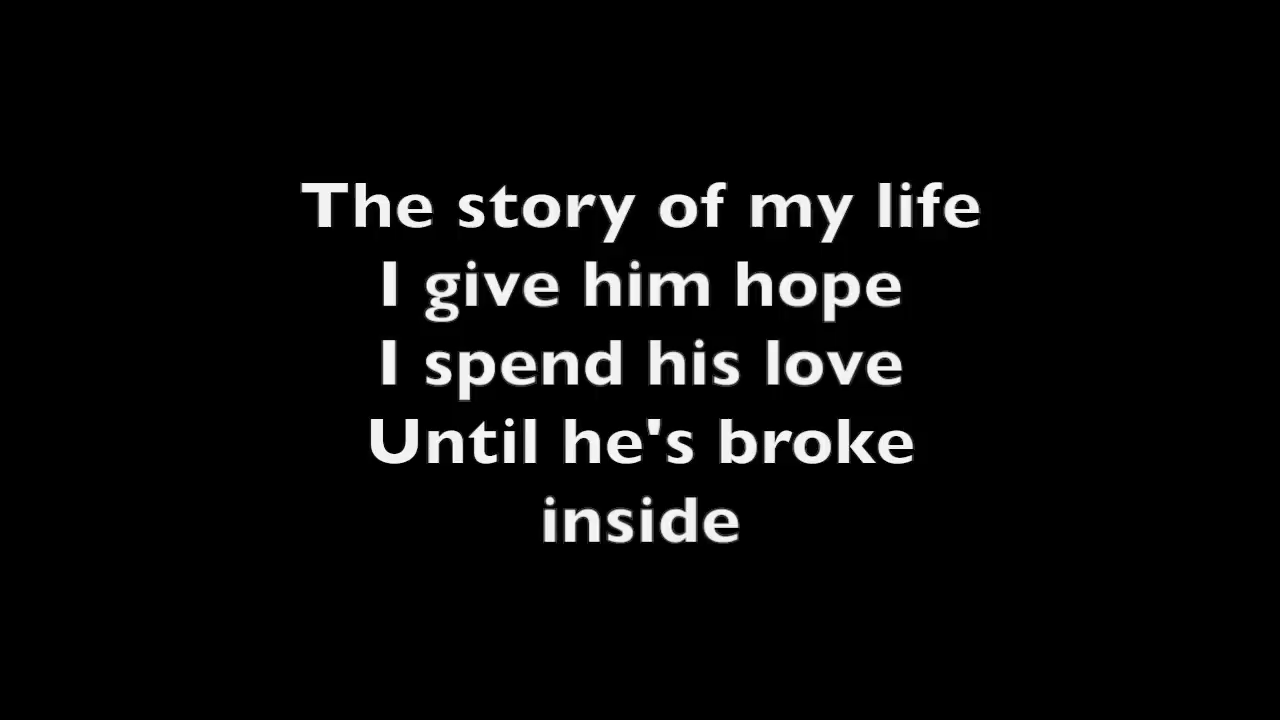 The story of my life
I give him hope
I spend his love
Until he's broke
inside